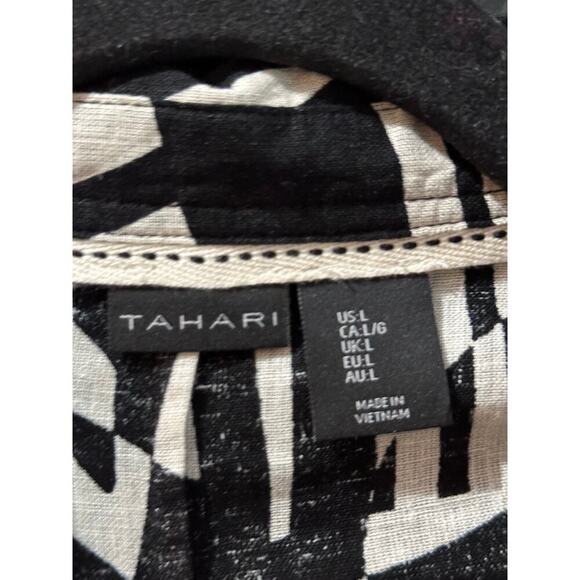 TAHARI
US:L
CA:L/G
UK:L
EU:L
AU:L
MADE IN
VIETNAM